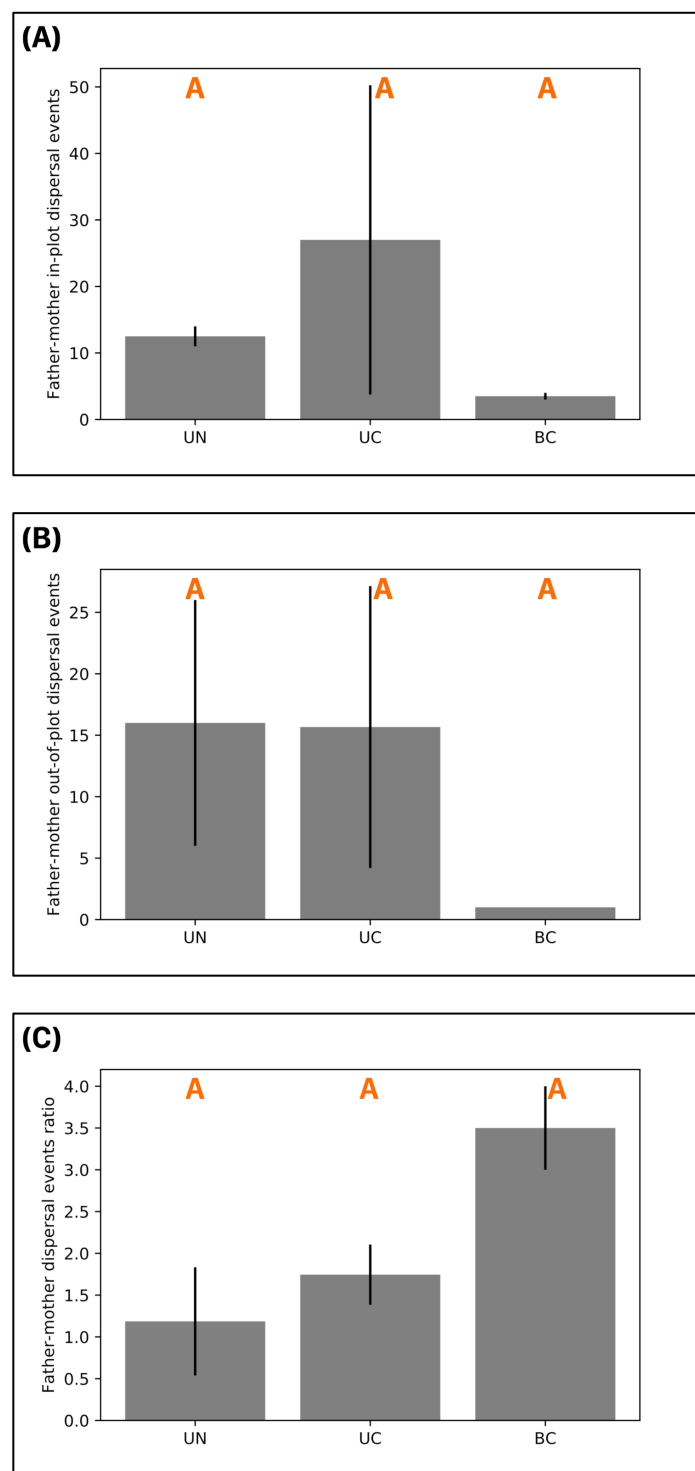 (A)
A A A
Father-mother in-plot dispersal events
50
40
30
20
10
0
UN UC BC
(B)
A A A
Father-mother out-of-plot dispersal events
25
20
15
10
5
0
UN UC BC
(C)
A A A
Father-mother dispersal events ratio
4.0
3.5
3.0
2.5
2.0
1.5
1.0
0.5
0.0
UN UC BC